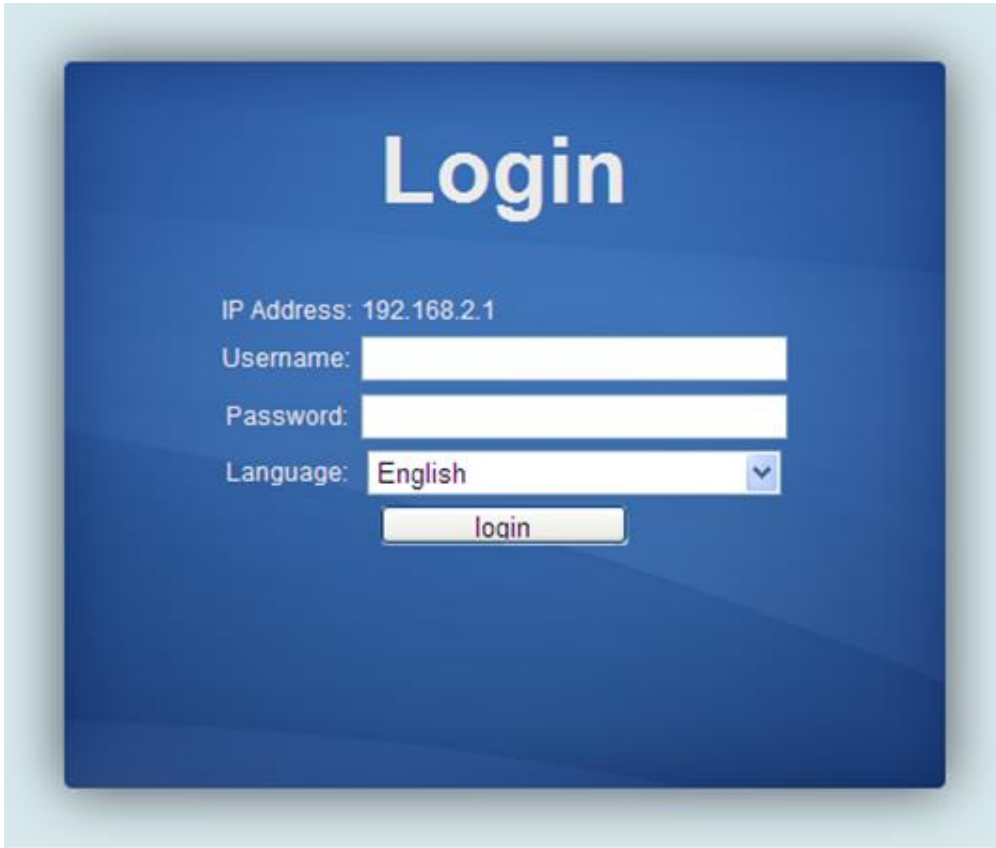 Login
IP Address: 192.168.2.1
Username:
Password:
Language: English
login